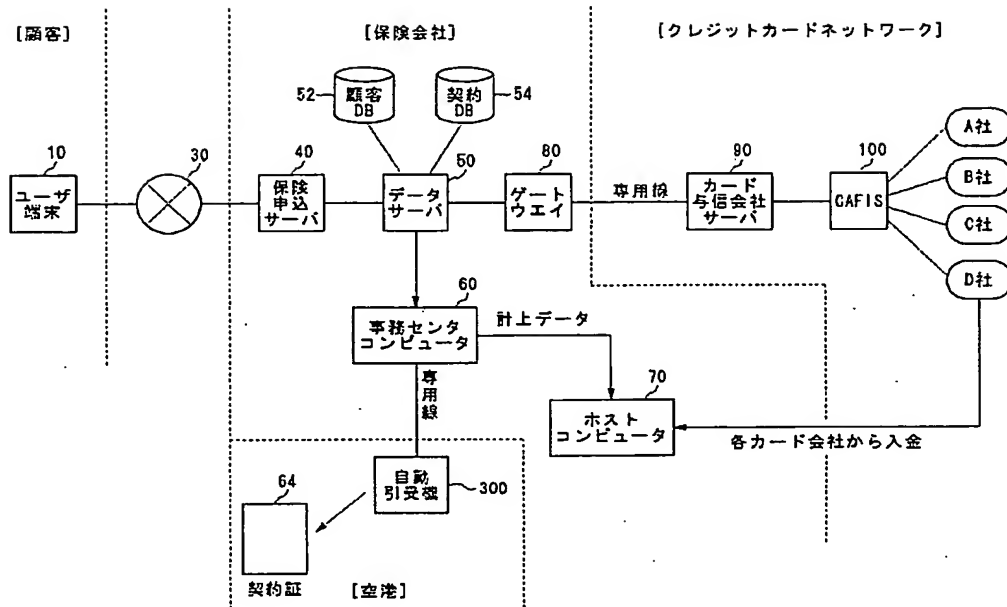 [顧客]
[保険会社]
[クレジットカードネットワーク]
52
顧客
DB
契約
DB
54
10
ユーザ
端末
30
40
保険
申込
サーバ
50
データ
サーバ
80
ゲート
ウエイ
専用線
90
カード
与信会社
サーバ
100
CAFIS
A社
B社
C社
D社
60
事務センタ
コンピュータ
計上データ
専
用
線
70
ホスト
コンピュータ
各カード会社から入金
64
契約証
自動
引受機
300
[空港]